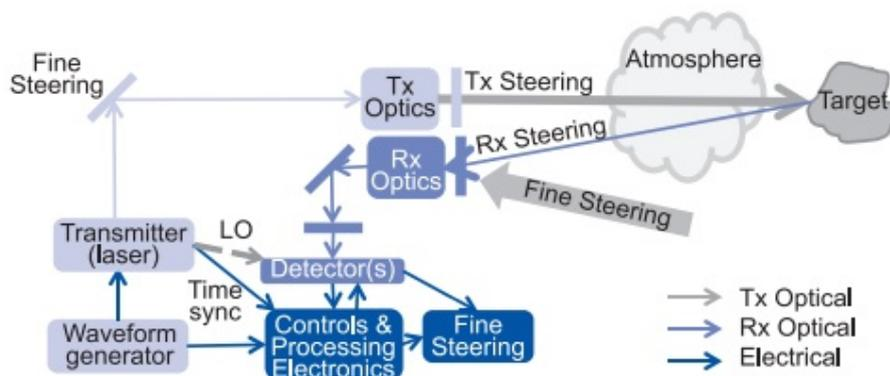 Fine
Steering
Tx
Optics
Tx Steering
Atmosphere
Target
Rx
Optics
Rx Steering
Fine Steering
Transmitter
(laser)
LO
Detector(s)
Time
sync
Waveform
generator
Controls &
Processing
Electronics
Fine
Steering
Tx Optical
Rx Optical
Electrical